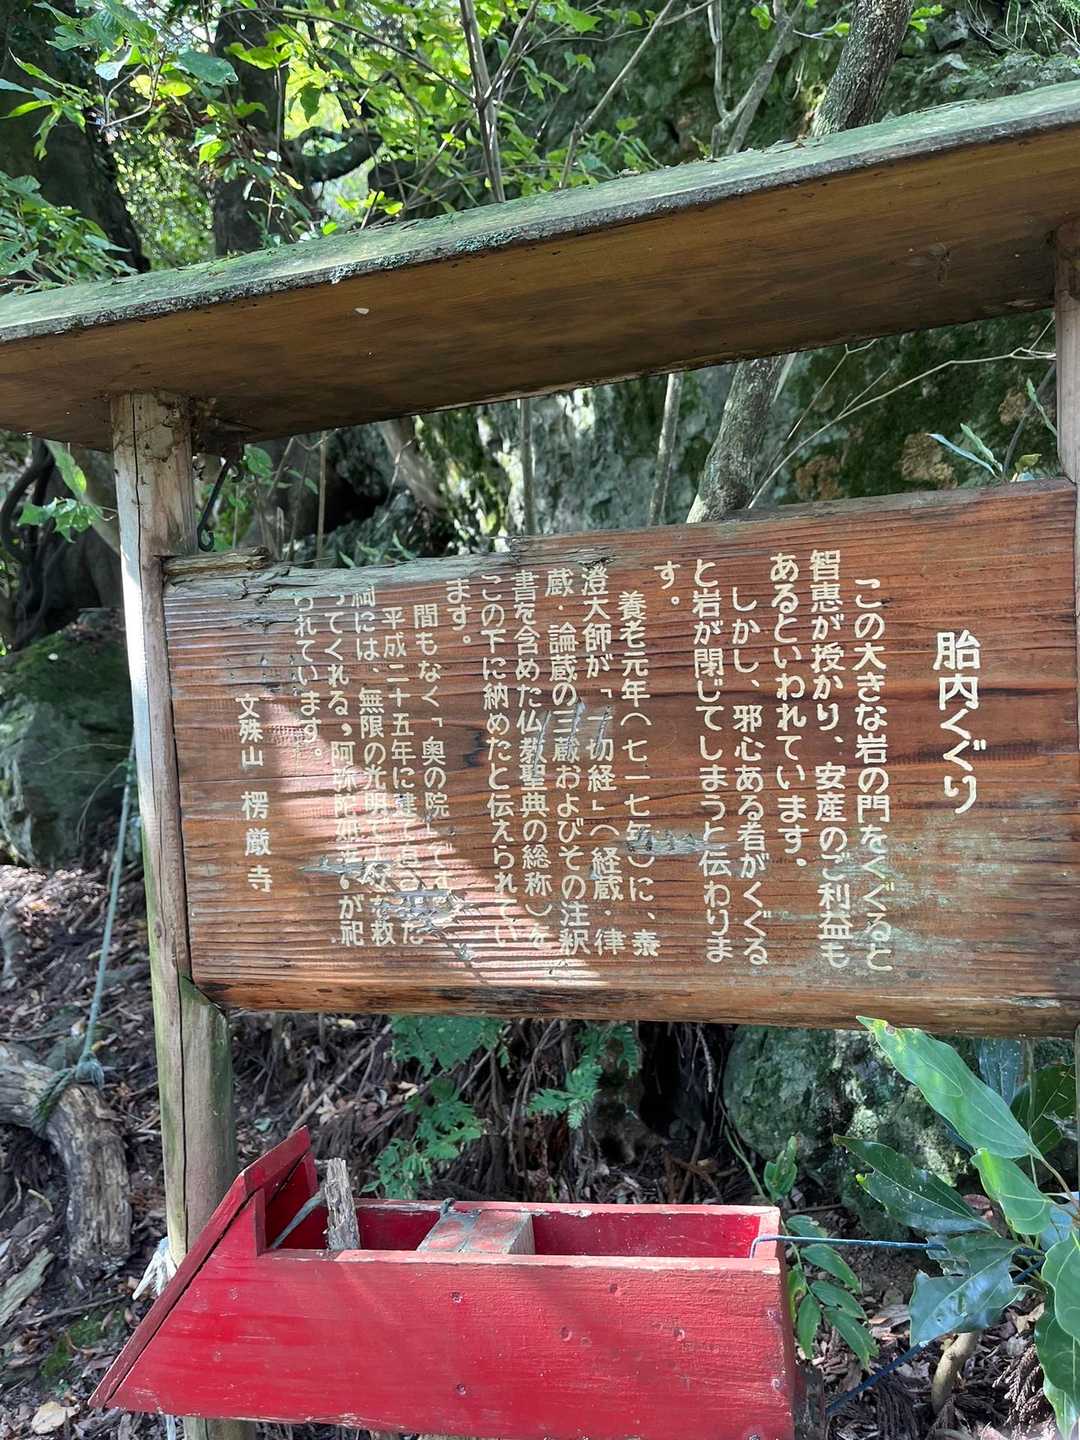 胎内くぐり
この大きな岩の門をくぐると
智恵が授かり、安産のご利益も
あるといわれています。
しかし、邪心ある者がくぐる
と岩が閉じてしまうと伝わりま
す。
養老元年(七一七年)に、泰
澄大師が「一切経」(経蔵・律
蔵・論蔵の三蔵およびその注釈
書を含めた仏教聖典の総称)を
この下に納めたと伝えられてい
ます。
間もなく「奥の院」です
平成二十五年に建て
祠には、無限の光明で
ってくれる"阿弥陀如来"が祀
られています。
文殊山 楞厳寺